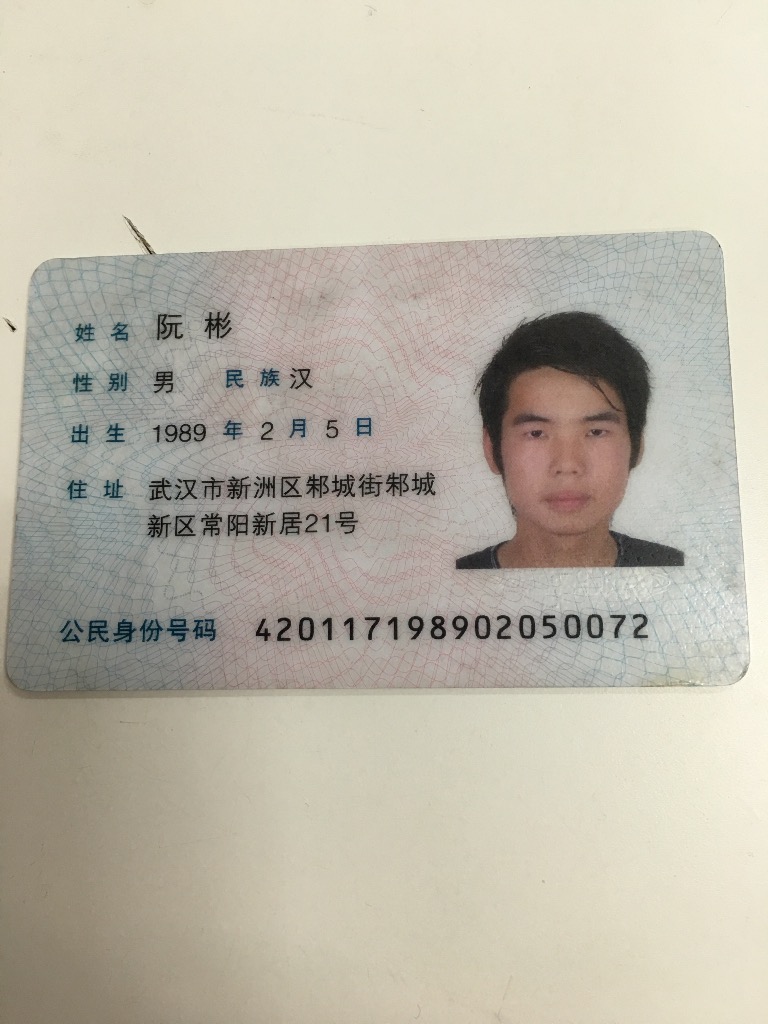 姓名 阮彬
性别 男 民族 汉
出生 1989 年 2 月 5 日
住址 武汉市新洲区邾城街邾城
新区常阳新居21号
公民身份号码 420117198902050072